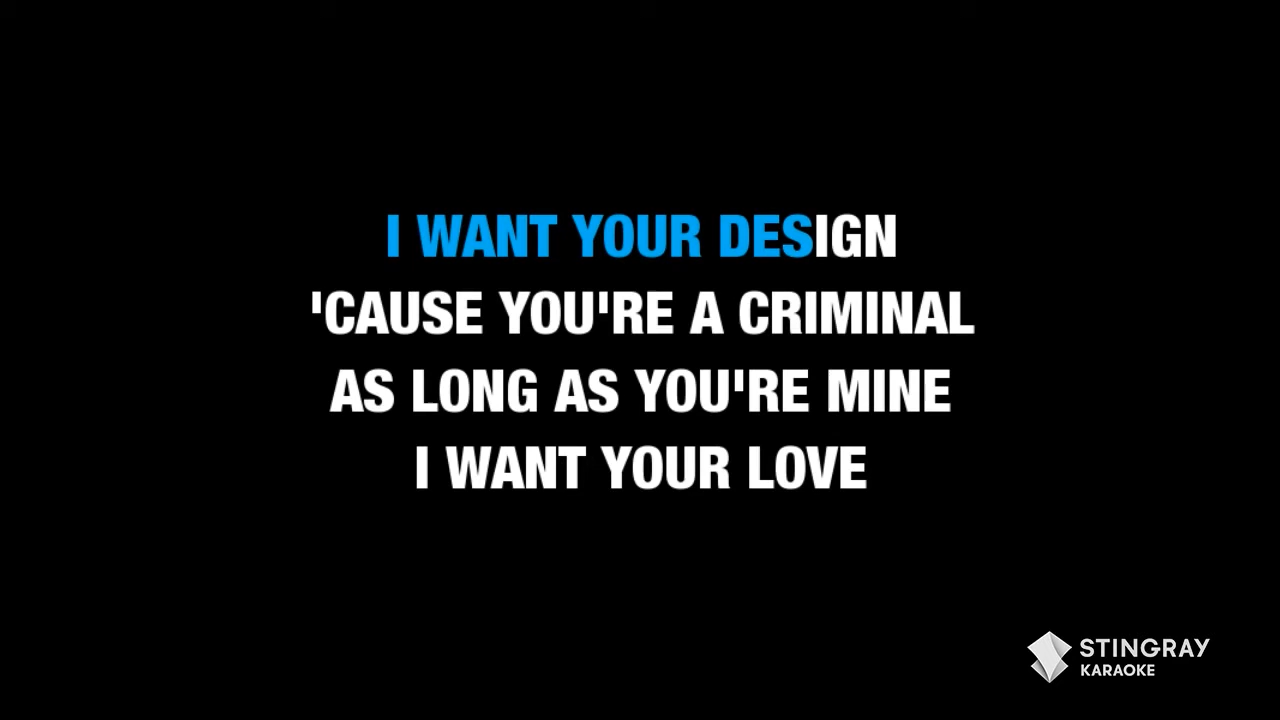 I WANT YOUR DESIGN
'CAUSE YOU'RE A CRIMINAL
AS LONG AS YOU'RE MINE
I WANT YOUR LOVE
STINGRAY
KARAOKE